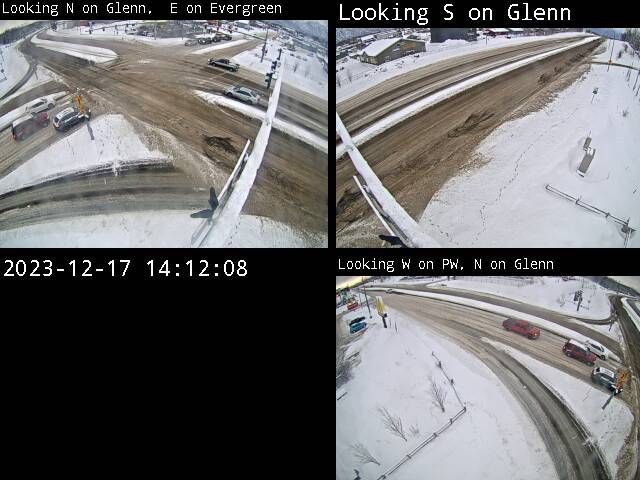 Looking N on Glenn, E on Evergreen
Looking S on Glenn
2023-12-17 14:12:08
Looking W on PW, N on Glenn